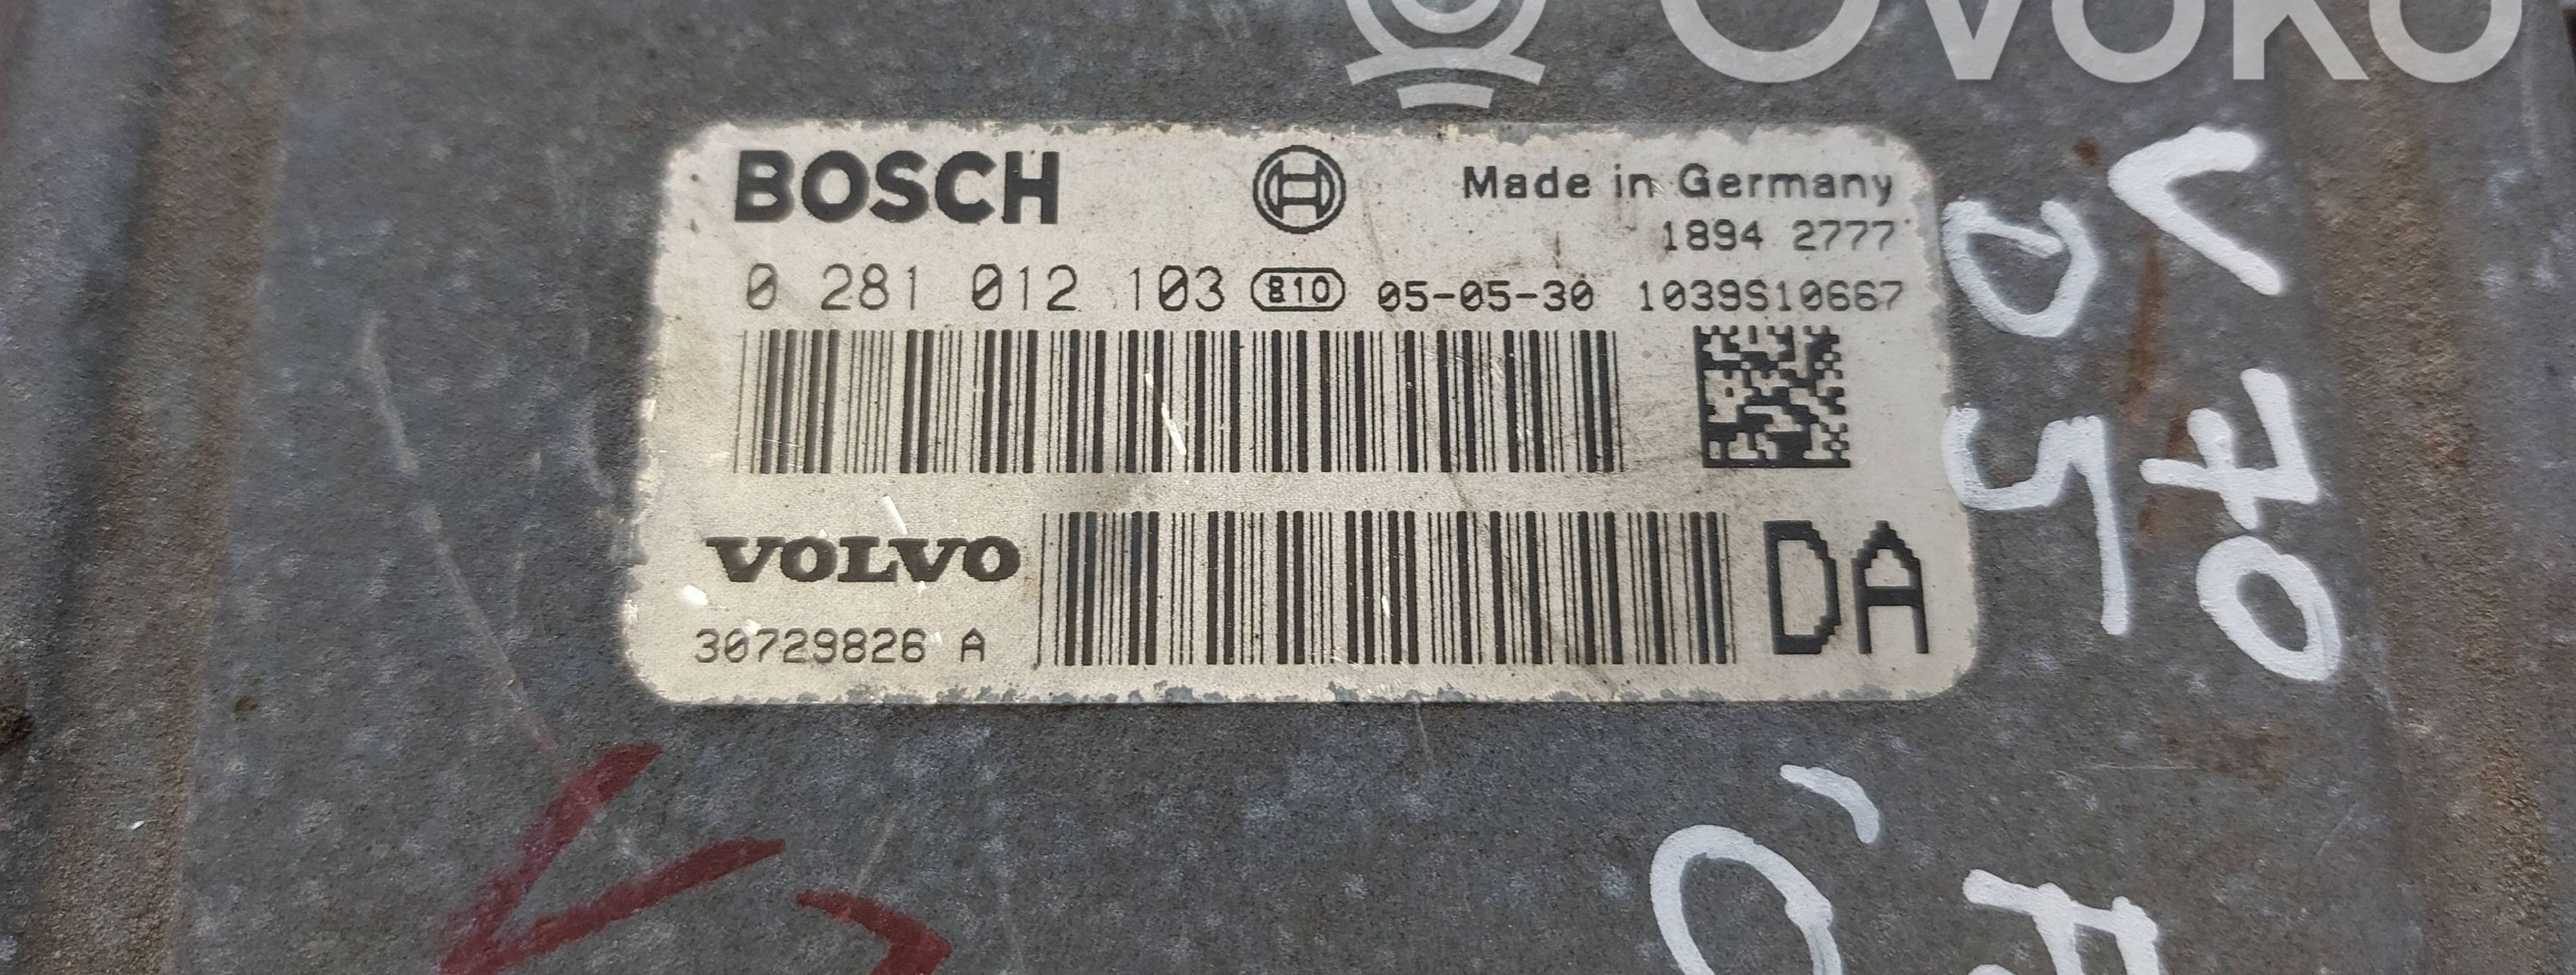 OVOKO
BOSCH
Made in Germany
1894 2777
0 281 012 103 810 05-05-30 1039S10667
VOLVO
30729826 A
DA
V70
05